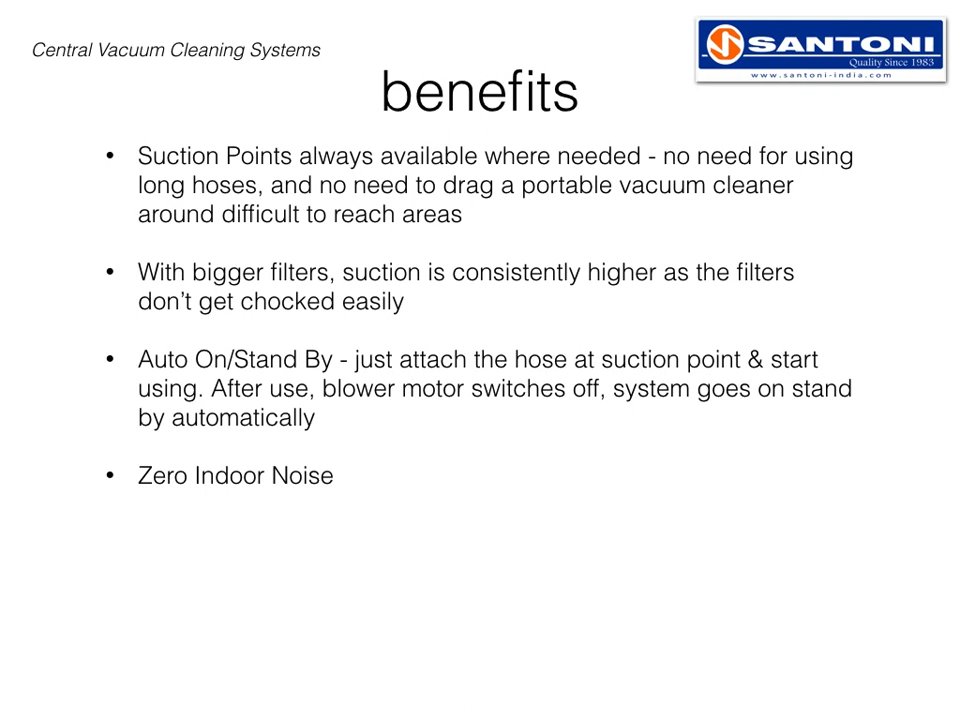 Central Vacuum Cleaning Systems
SANTONI
Quality Since 1983
www.santoni-india.com
benefits
• Suction Points always available where needed - no need for using
long hoses, and no need to drag a portable vacuum cleaner
around difficult to reach areas
• With bigger filters, suction is consistently higher as the filters
don’t get chocked easily
• Auto On/Stand By - just attach the hose at suction point & start
using. After use, blower motor switches off, system goes on stand
by automatically
• Zero Indoor Noise